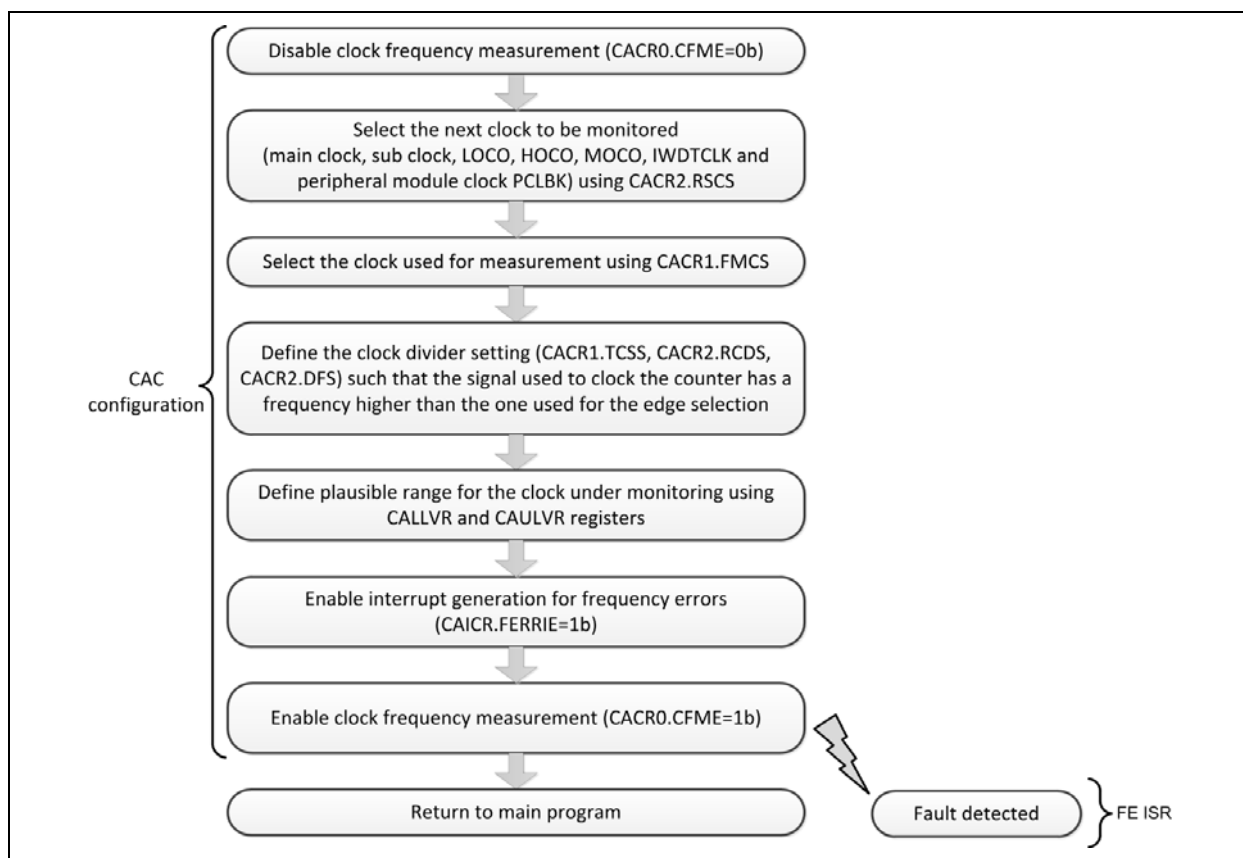 Disable clock frequency measurement (CACR0.CFME=0b)
Select the next clock to be monitored
(main clock, sub clock, LOCO, HOCO, MOCO, IWDTCLK and
peripheral module clock PCLBK) using CACR2.RSCS
Select the clock used for measurement using CACR1.FMCS
Define the clock divider setting (CACR1.TCSS, CACR2.RCDS,
CACR2.DFS) such that the signal used to clock the counter has a
frequency higher than the one used for the edge selection
CAC
configuration
Define plausible range for the clock under monitoring using
CALLVR and CAULVR registers
Enable interrupt generation for frequency errors
(CAICR.FERRIE=1b)
Enable clock frequency measurement (CACR0.CFME=1b)
Return to main program
Fault detected
FE ISR